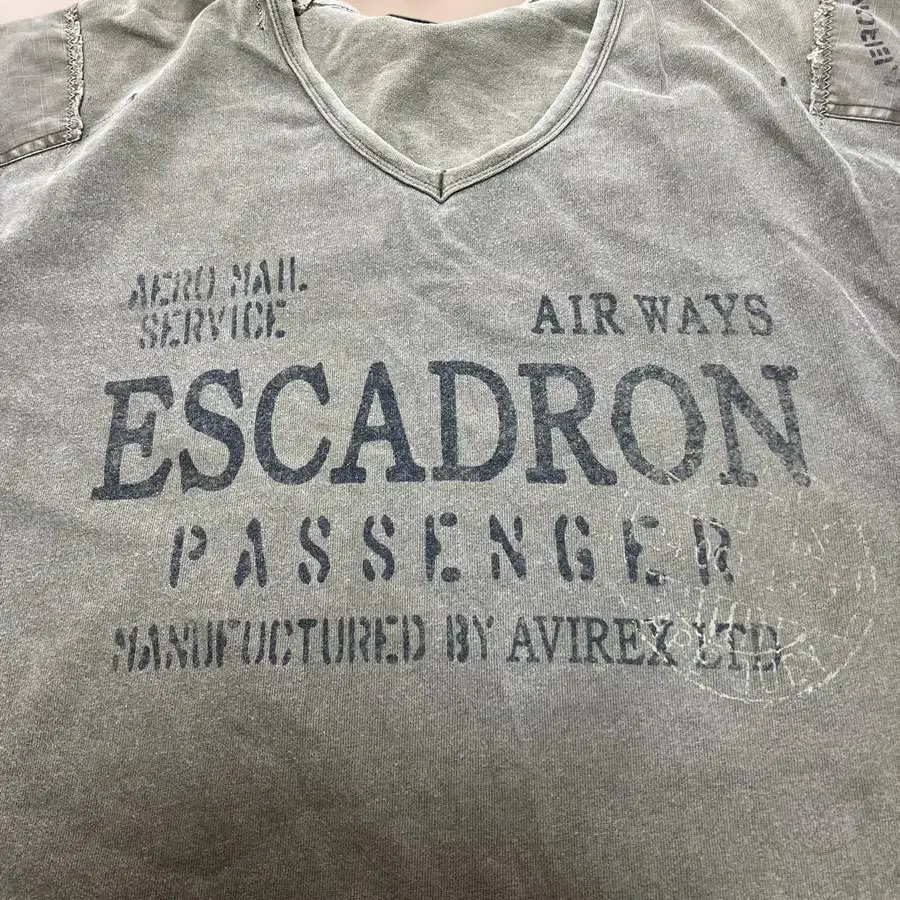 AERO MAIL
SERVICE
AIR WAYS
ESCADRON
PASSENGER
MANUFUCTURED BY AVIREX LTD